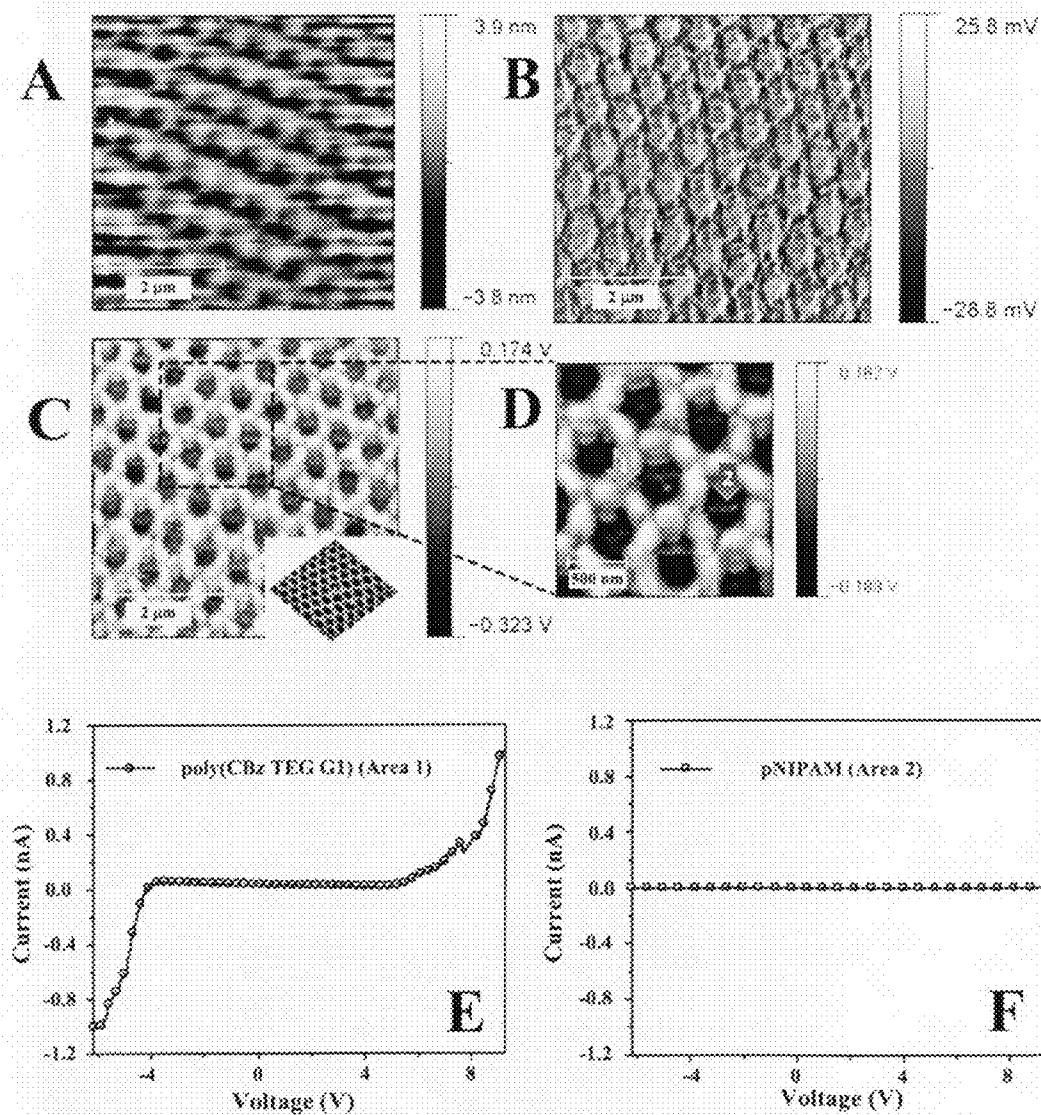 A
3.9 nm
-3.8 nm
2 μm
B
25.8 mV
-28.8 mV
2 μm
C
0.174 V
-0.323 V
2 μm
D
500 nm
1.2
0.8
0.4
0.0
-0.4
-0.8
-1.2
Current (nA)
poly(CBz TEG G1) (Area 1)
E
-4
0
4
8
Voltage (V)
1.2
0.8
0.4
0.0
-0.4
-0.8
-1.2
Current (nA)
pNIPAM (Area 2)
F
-4
0
4
8
Voltage (V)